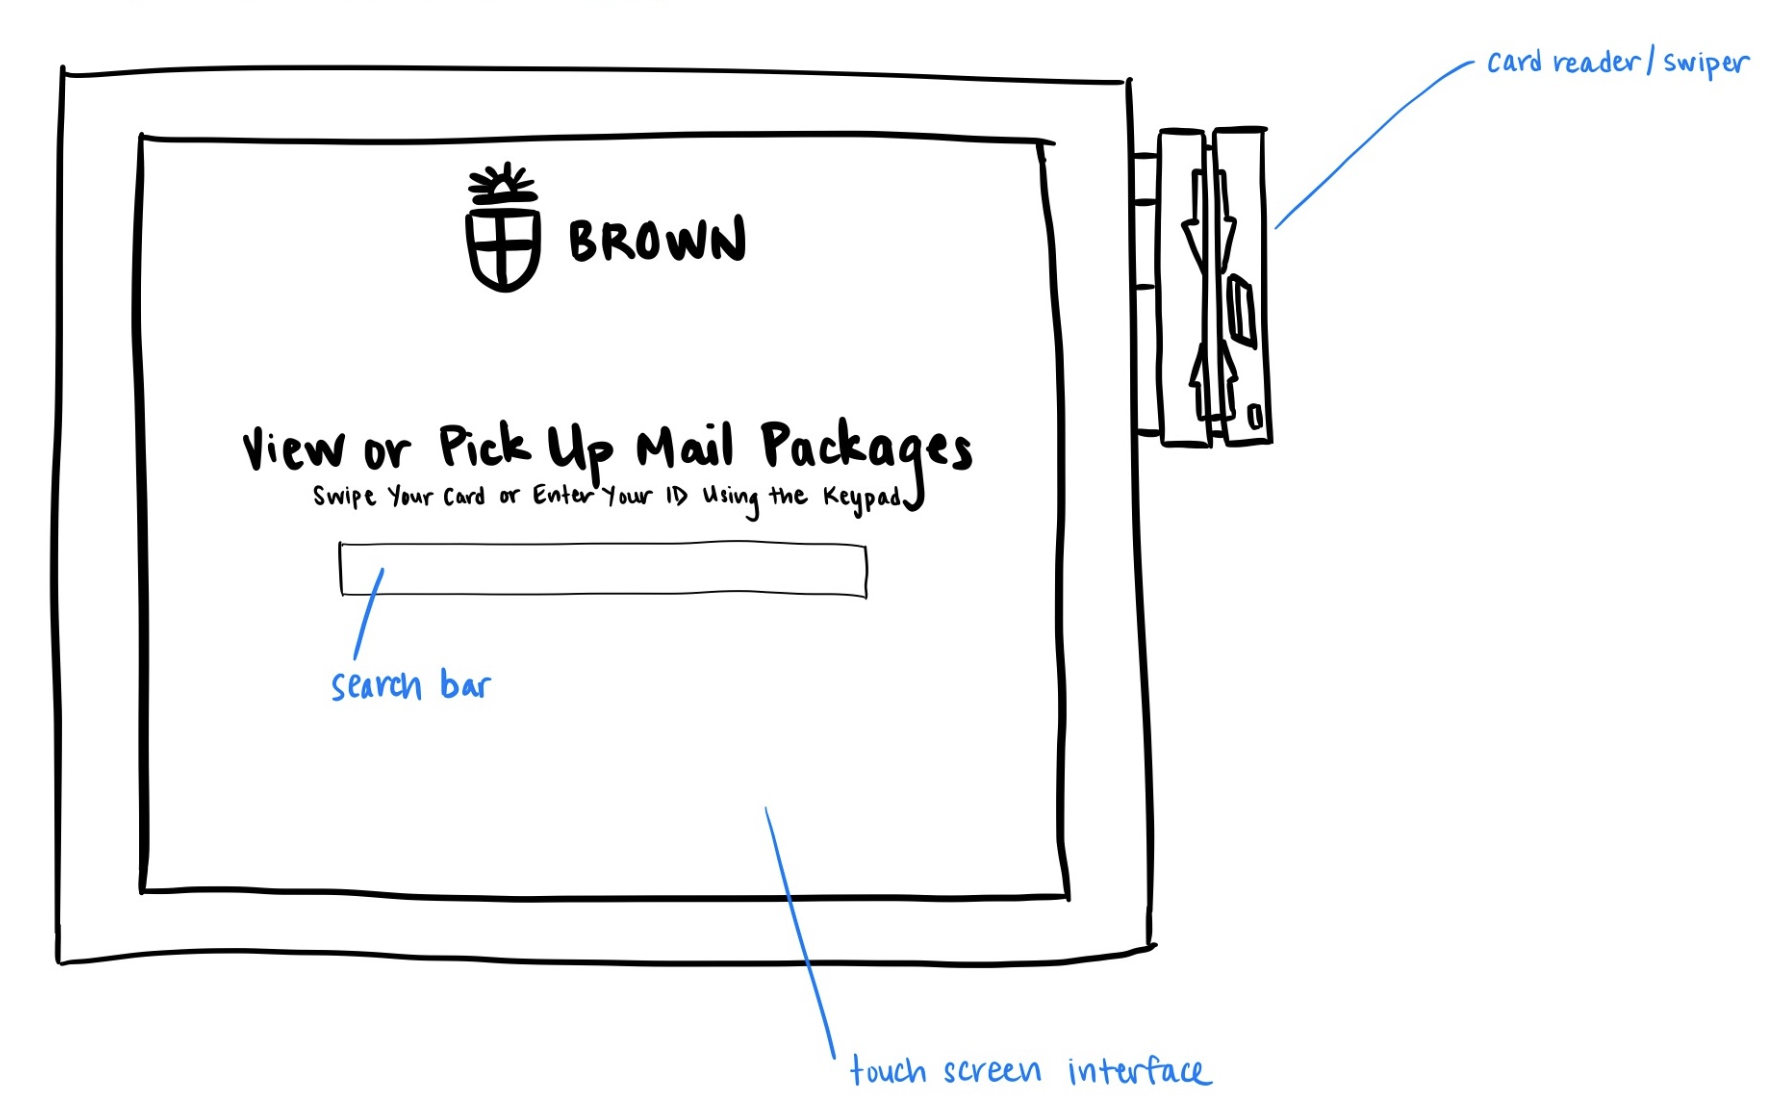 card reader/swiper
BROWN
View or Pick Up Mail Packages
Swipe Your Card or Enter Your ID Using the Keypad
search bar
touch screen interface